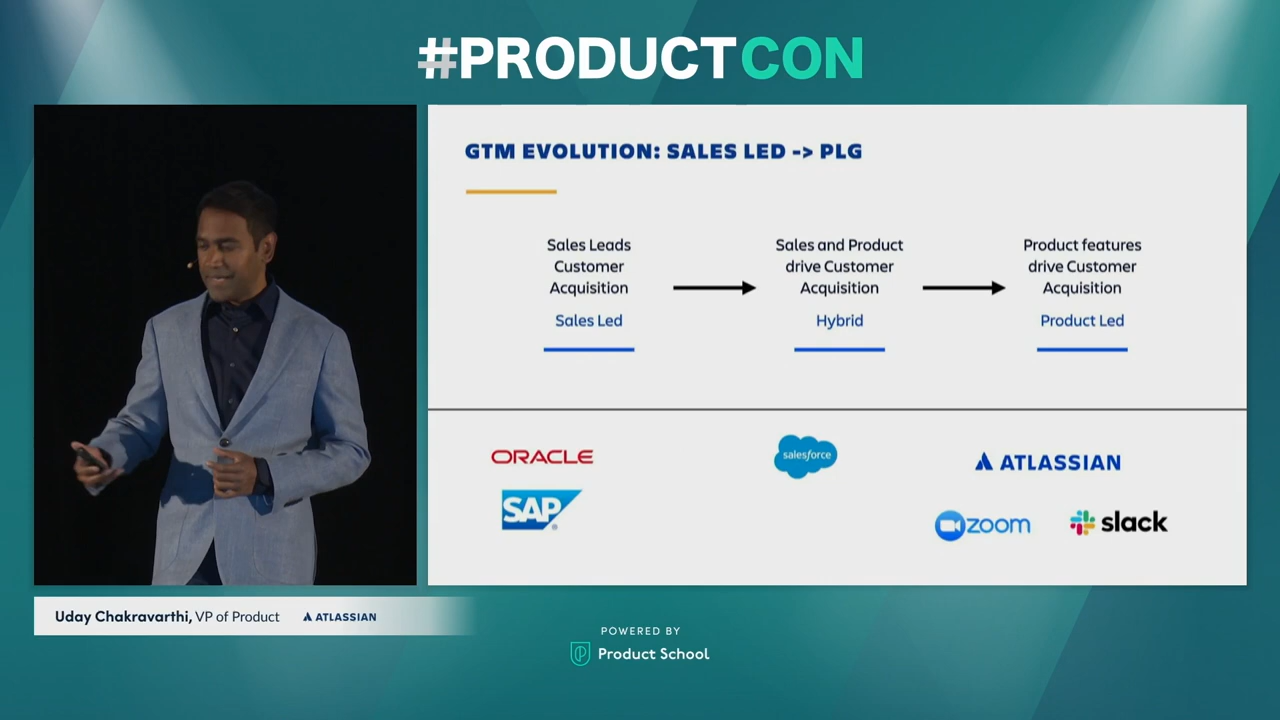 #PRODUCTCON
GTM EVOLUTION: SALES LED -> PLG
Sales Leads
Customer
Acquisition
Sales Led
Sales and Product
drive Customer
Acquisition
Hybrid
Product features
drive Customer
Acquisition
Product Led
ORACLE
SAP
salesforce
ATLASSIAN
zoom
slack
Uday Chakravarthi, VP of Product ATLASSIAN
POWERED BY
Product School